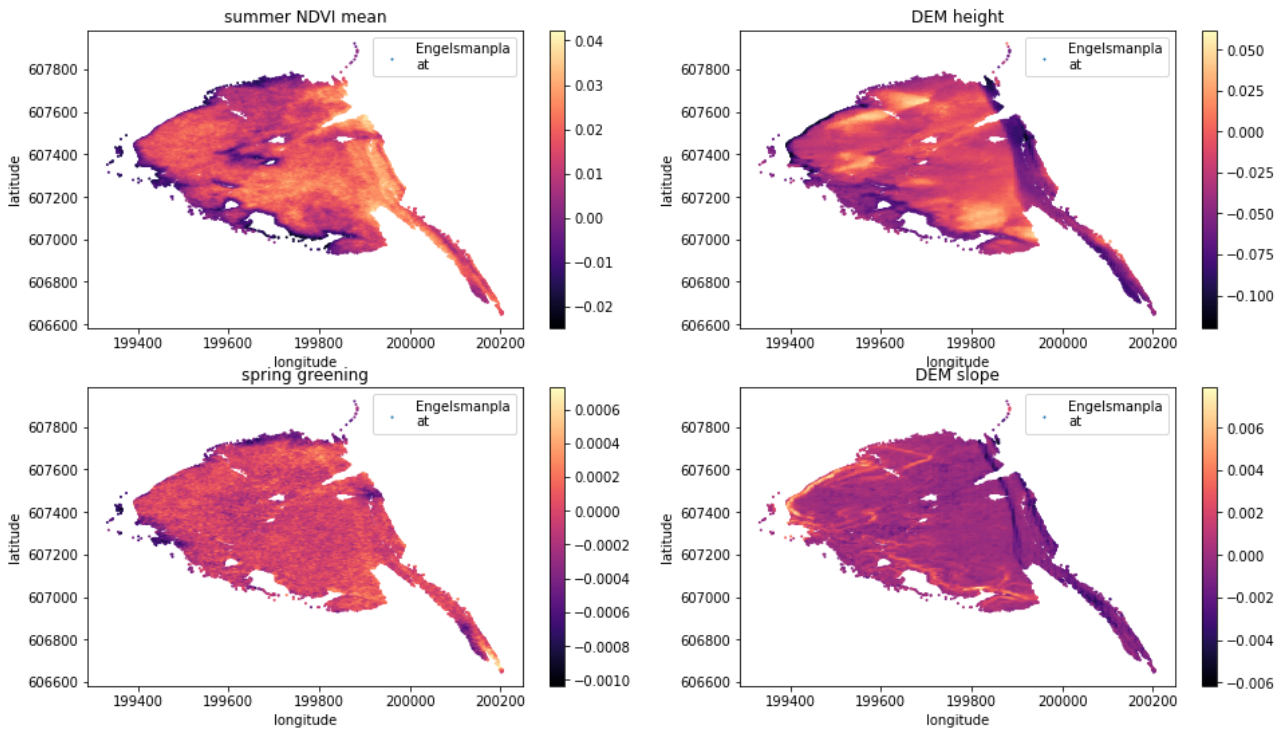 summer NDVI mean
Engelsmanpla
at
latitude
607800
607600
607400
607200
607000
606800
606600
199400 199600 199800 200000 200200
longitude
0.04
0.03
0.02
0.01
0.00
−0.01
−0.02
DEM height
Engelsmanpla
at
latitude
607800
607600
607400
607200
607000
606800
606600
199400 199600 199800 200000 200200
longitude
0.050
0.025
0.000
−0.025
−0.050
−0.075
−0.100
spring greening
Engelsmanpla
at
latitude
607800
607600
607400
607200
607000
606800
606600
199400 199600 199800 200000 200200
longitude
0.0006
0.0004
0.0002
0.0000
−0.0002
−0.0004
−0.0006
−0.0008
−0.0010
DEM slope
Engelsmanpla
at
latitude
607800
607600
607400
607200
607000
606800
606600
199400 199600 199800 200000 200200
longitude
0.006
0.004
0.002
0.000
−0.002
−0.004
−0.006